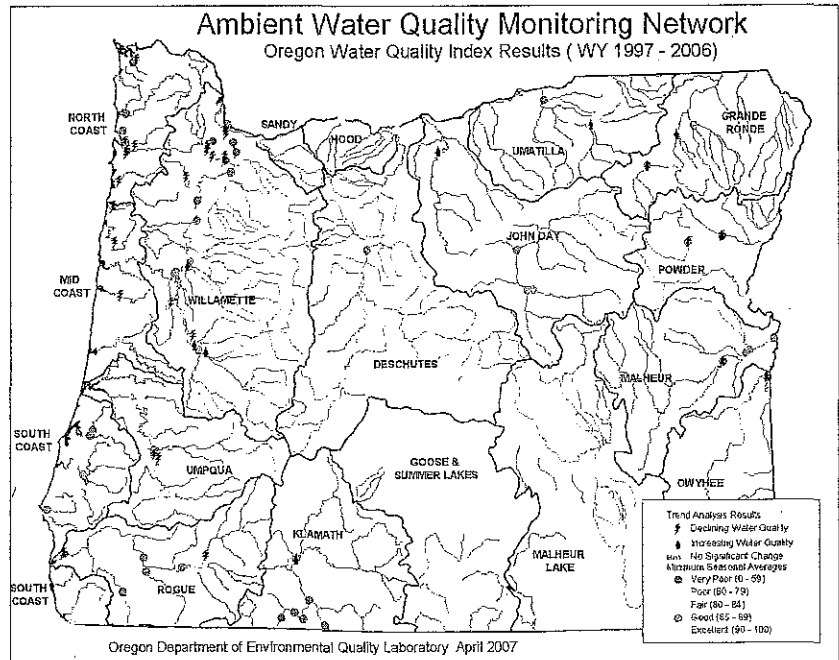 Ambient Water Quality Monitoring Network
Oregon Water Quality Index Results ( WY 1997 - 2006)
NORTH
COAST
SANDY
HOOD
UMATILLA
GRANDE
RONDE
JOHN DAY
POWDER
MID
COAST
WILLAMETTE
DESCHUTES
MALHEUR
SOUTH
COAST
UMPQUA
GOOSE &
SUMMER LAKES
OWYHEE
KLAMATH
MALHEUR
LAKE
ROGUE
SOUTH
COAST
Trend Analysis Results
Declining Water Quality
Increasing Water Quality
No Significant Change
Minimum Seasonal Averages
Very Poor (0 - 59)
Poor (60 - 79)
Fair (80 - 84)
Good (85 - 89)
Excellent (90 - 100)
Oregon Department of Environmental Quality Laboratory April 2007